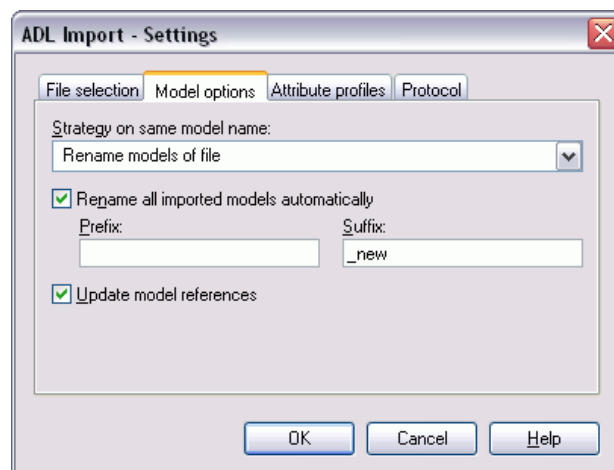 ADL Import - Settings
File selection Model options Attribute profiles Protocol
Strategy on same model name:
Rename models of file
Rename all imported models automatically
Prefix: Suffix:
_new
Update model references
OK Cancel Help